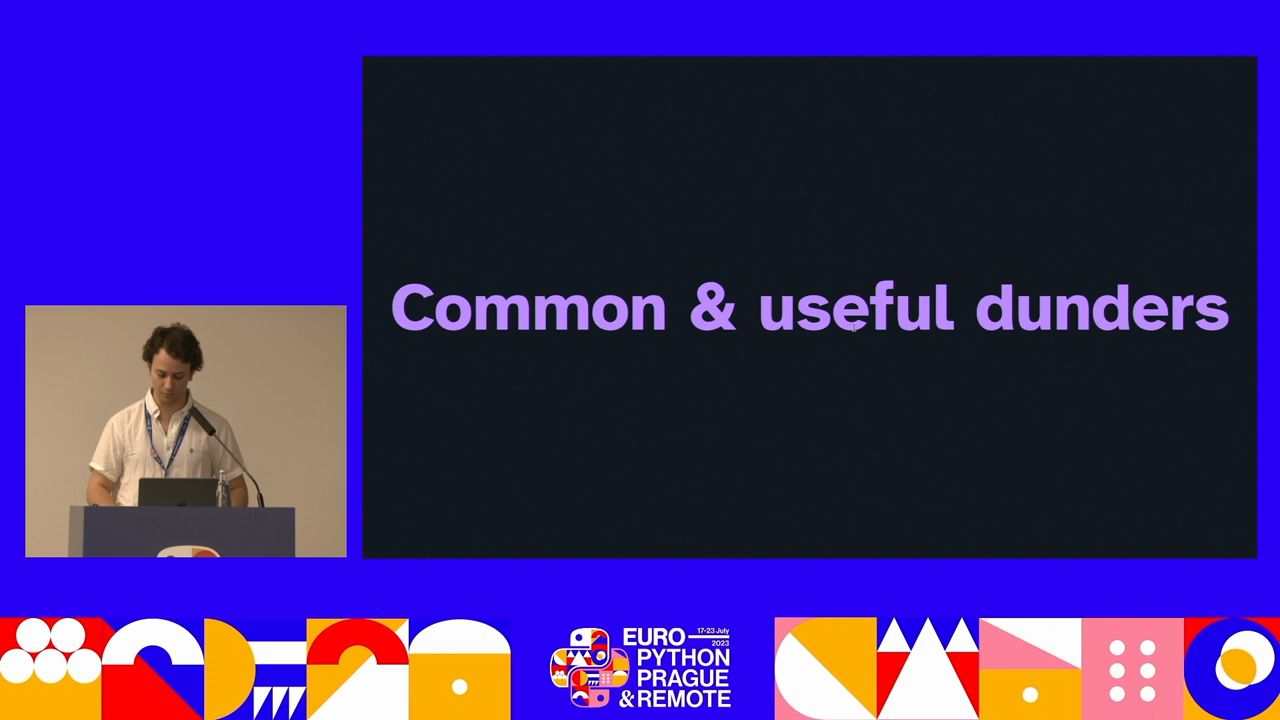 Common & useful dunders
EURO 17-23 July
2023
PYTHON
PRAGUE
& REMOTE